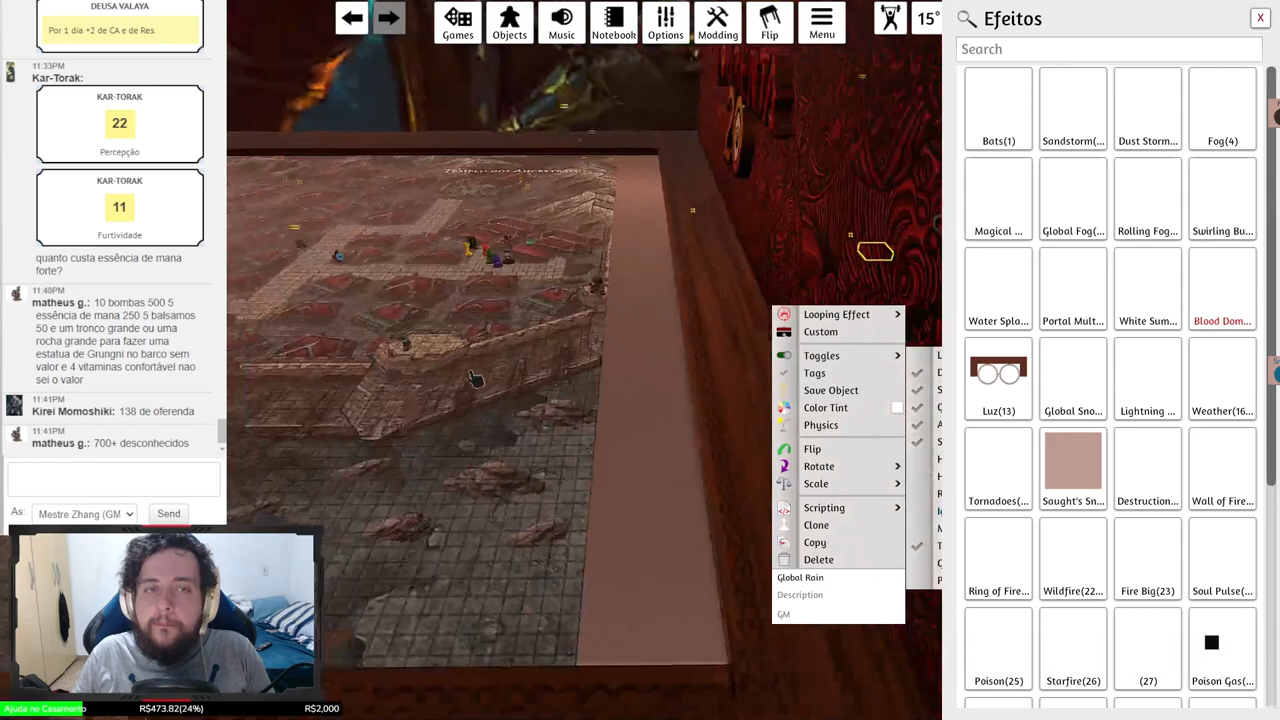 DEUSA VALAYA
Por 1 dia +2 de CA e de Res.
11:33PM
Kar-Torak:
KAR-TORAK
22
Percepção
KAR-TORAK
11
Furtividade
quanto custa essência de mana
forte?
11:40PM
matheus g.: 10 bombas 500 5
essência de mana 250 5 balsamos
50 e um tronco grande ou uma
rocha grande para fazer uma
estatua de Grungni no barco sem
valor e 4 vitaminas confortável nao
sei o valor
11:41PM
Kirei Momoshiki: 138 de oferenda
11:41PM
matheus g.: 700+ desconhecidos
As:
Mestre Zhang (GM
Send
Ajuda no Casamento
R$473.82(24%)
R$2,000
Games
Objects
Music
Notebook
Options
Modding
Flip
Menu
15°
Looping Effect
Custom
Toggles
Tags
Save Object
Color Tint
Physics
Flip
Rotate
Scale
Scripting
Clone
Copy
Delete
Global Rain
Description
GM
Efeitos
X
Search
Bats(1)
Sandstorm(...
Dust Storm...
Fog(4)
Magical ...
Global Fog(...
Rolling Fog...
Suirling Bu...
Water Spla...
Portal Mult...
White Sum...
Blood Dom...
Luz(13)
Global Sno...
Lightning ...
Weather(16...
Tornadoes(...
Saught's Sn...
Destruction...
Wall of Fire...
Ring of Fire...
Wildfire(22...
Fire Big(23)
Soul Pulse(...
Poison(25)
Starfire(26)
(27)
Poison Gas(...